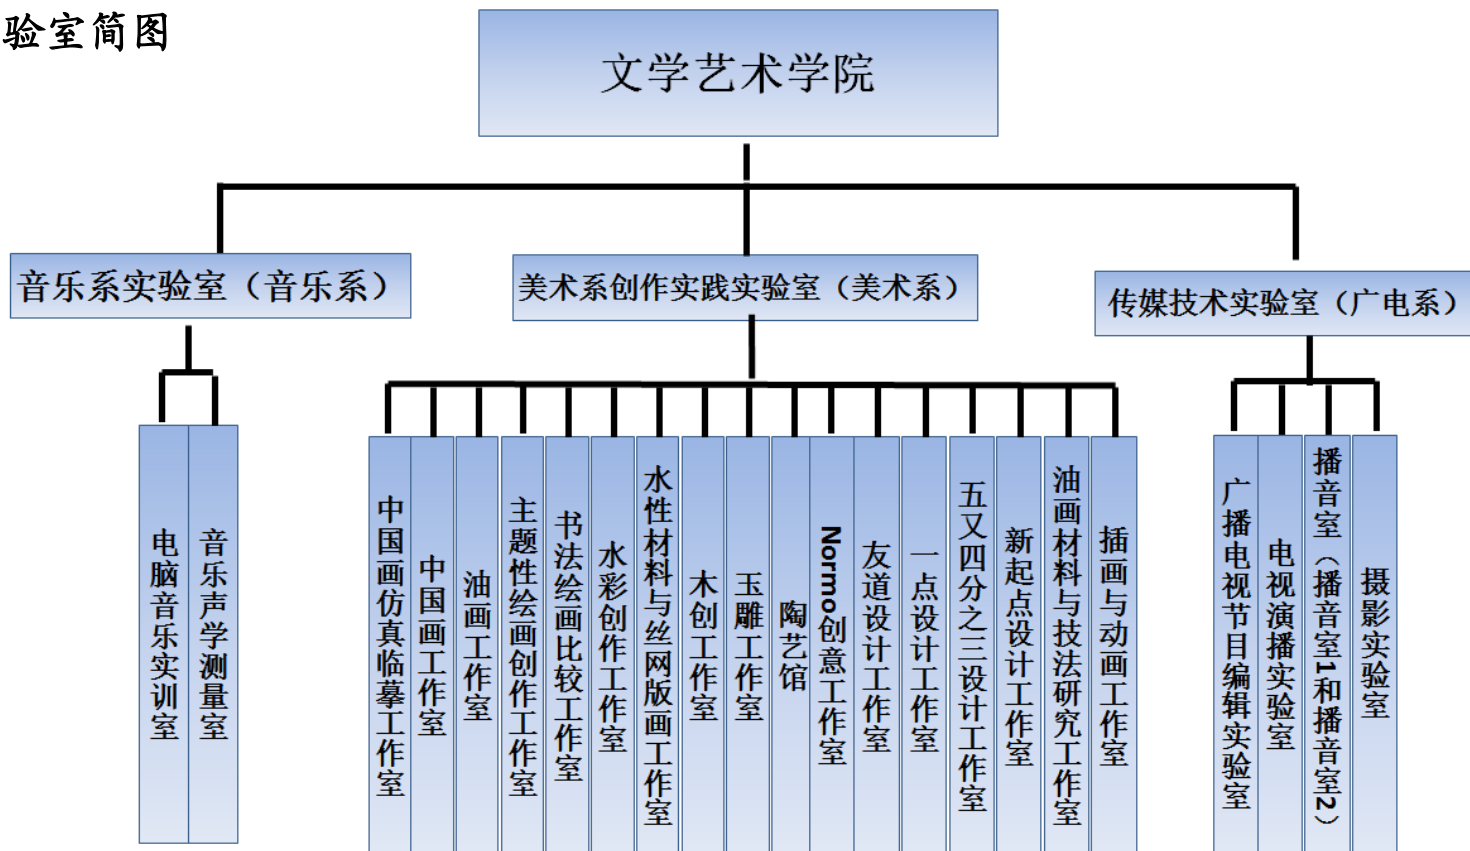 验室简图
文学艺术学院
音乐系实验室（音乐系）
美术系创作实践实验室（美术系）
传媒技术实验室（广电系）
电脑音乐实训室
音乐声学测量室
中国画仿真临摹工作室
中国画工作室
油画工作室
主题性绘画创作工作室
书法绘画比较工作室
水彩创作工作室
水性材料与丝网版画工作室
木创工作室
玉雕工作室
陶艺馆
Normo创意工作室
友道设计工作室
一点设计工作室
五又四分之三设计工作室
新起点设计工作室
油画材料与技法研究工作室
插画与动画工作室
广播电视节目编辑实验室
电视演播实验室
播音室（播音室1和播音室2）
摄影实验室